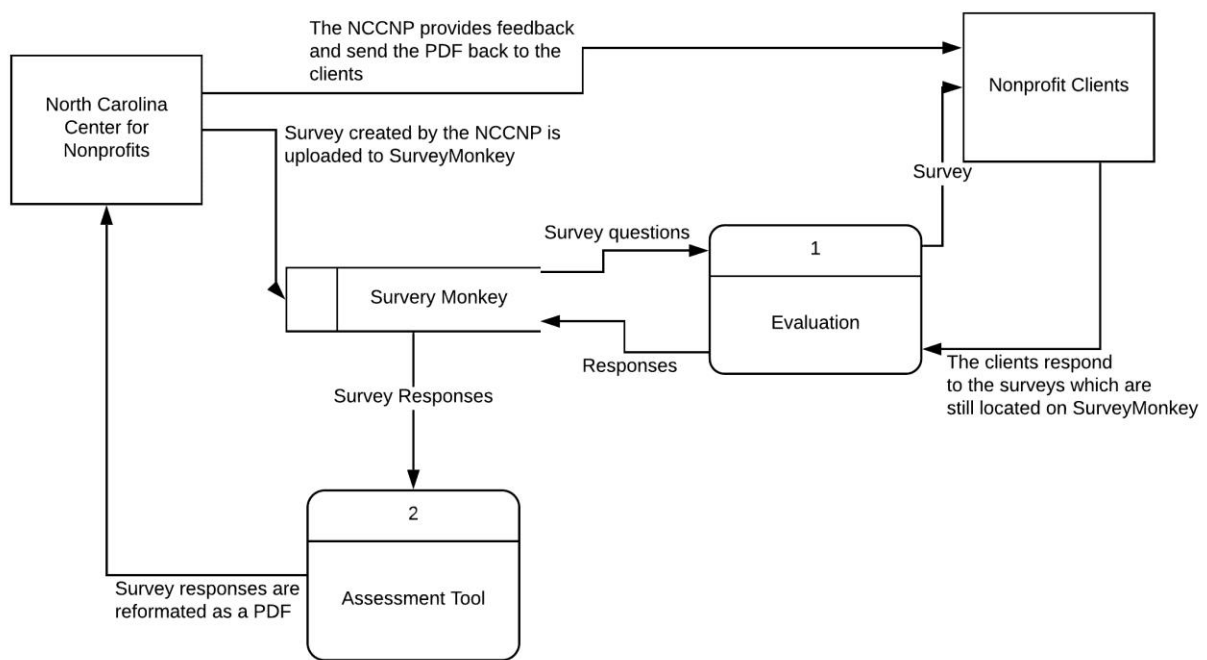 The NCCNP provides feedback
and send the PDF back to the
clients
North Carolina
Center for
Nonprofits
Nonprofit Clients
Survey created by the NCCNP is
uploaded to SurveyMonkey
Survey
Survey questions
1
Survery Monkey
Evaluation
Responses
The clients respond
to the surveys which are
still located on SurveyMonkey
Survey Responses
2
Survey responses are
reformated as a PDF
Assessment Tool